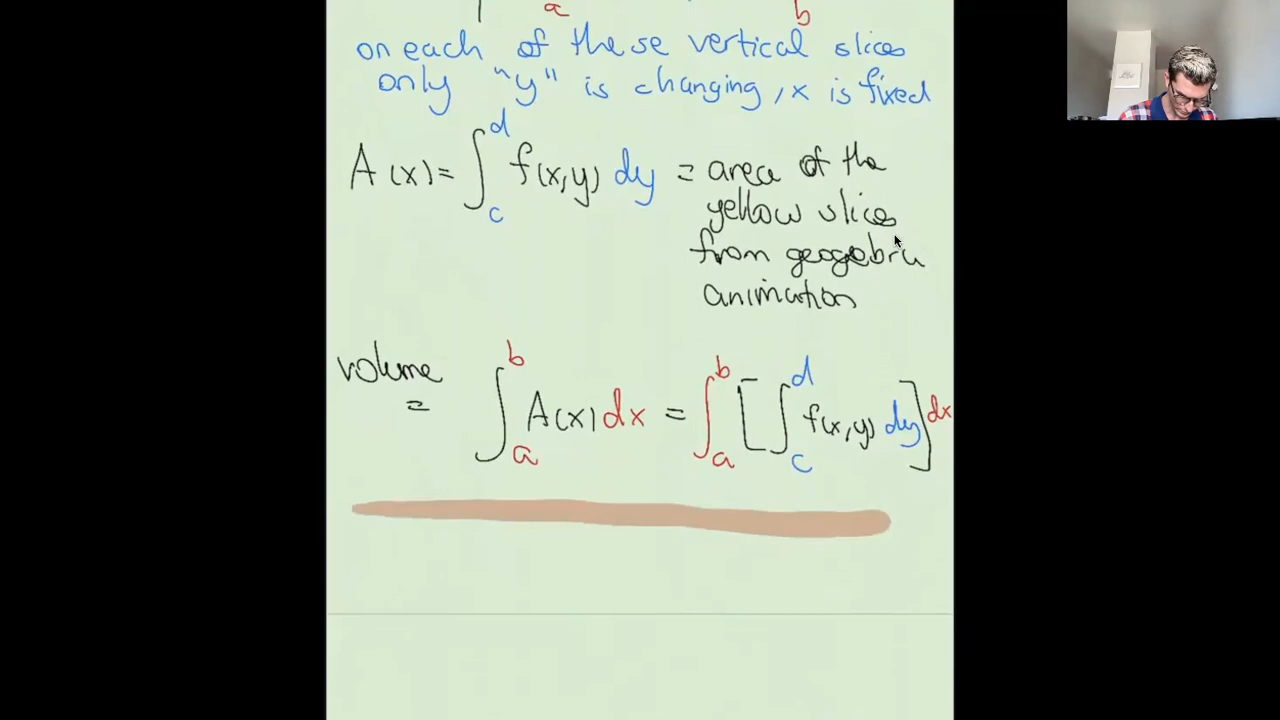 a b
on each of these vertical slices
only "y" is changing, x is fixed
A(x) = ∫_c^d f(x,y) dy = area of the
yellow slices
from geogebra
animation
volume
= ∫_a^b A(x) dx = ∫_a^b [∫_c^d f(x,y) dy] dx